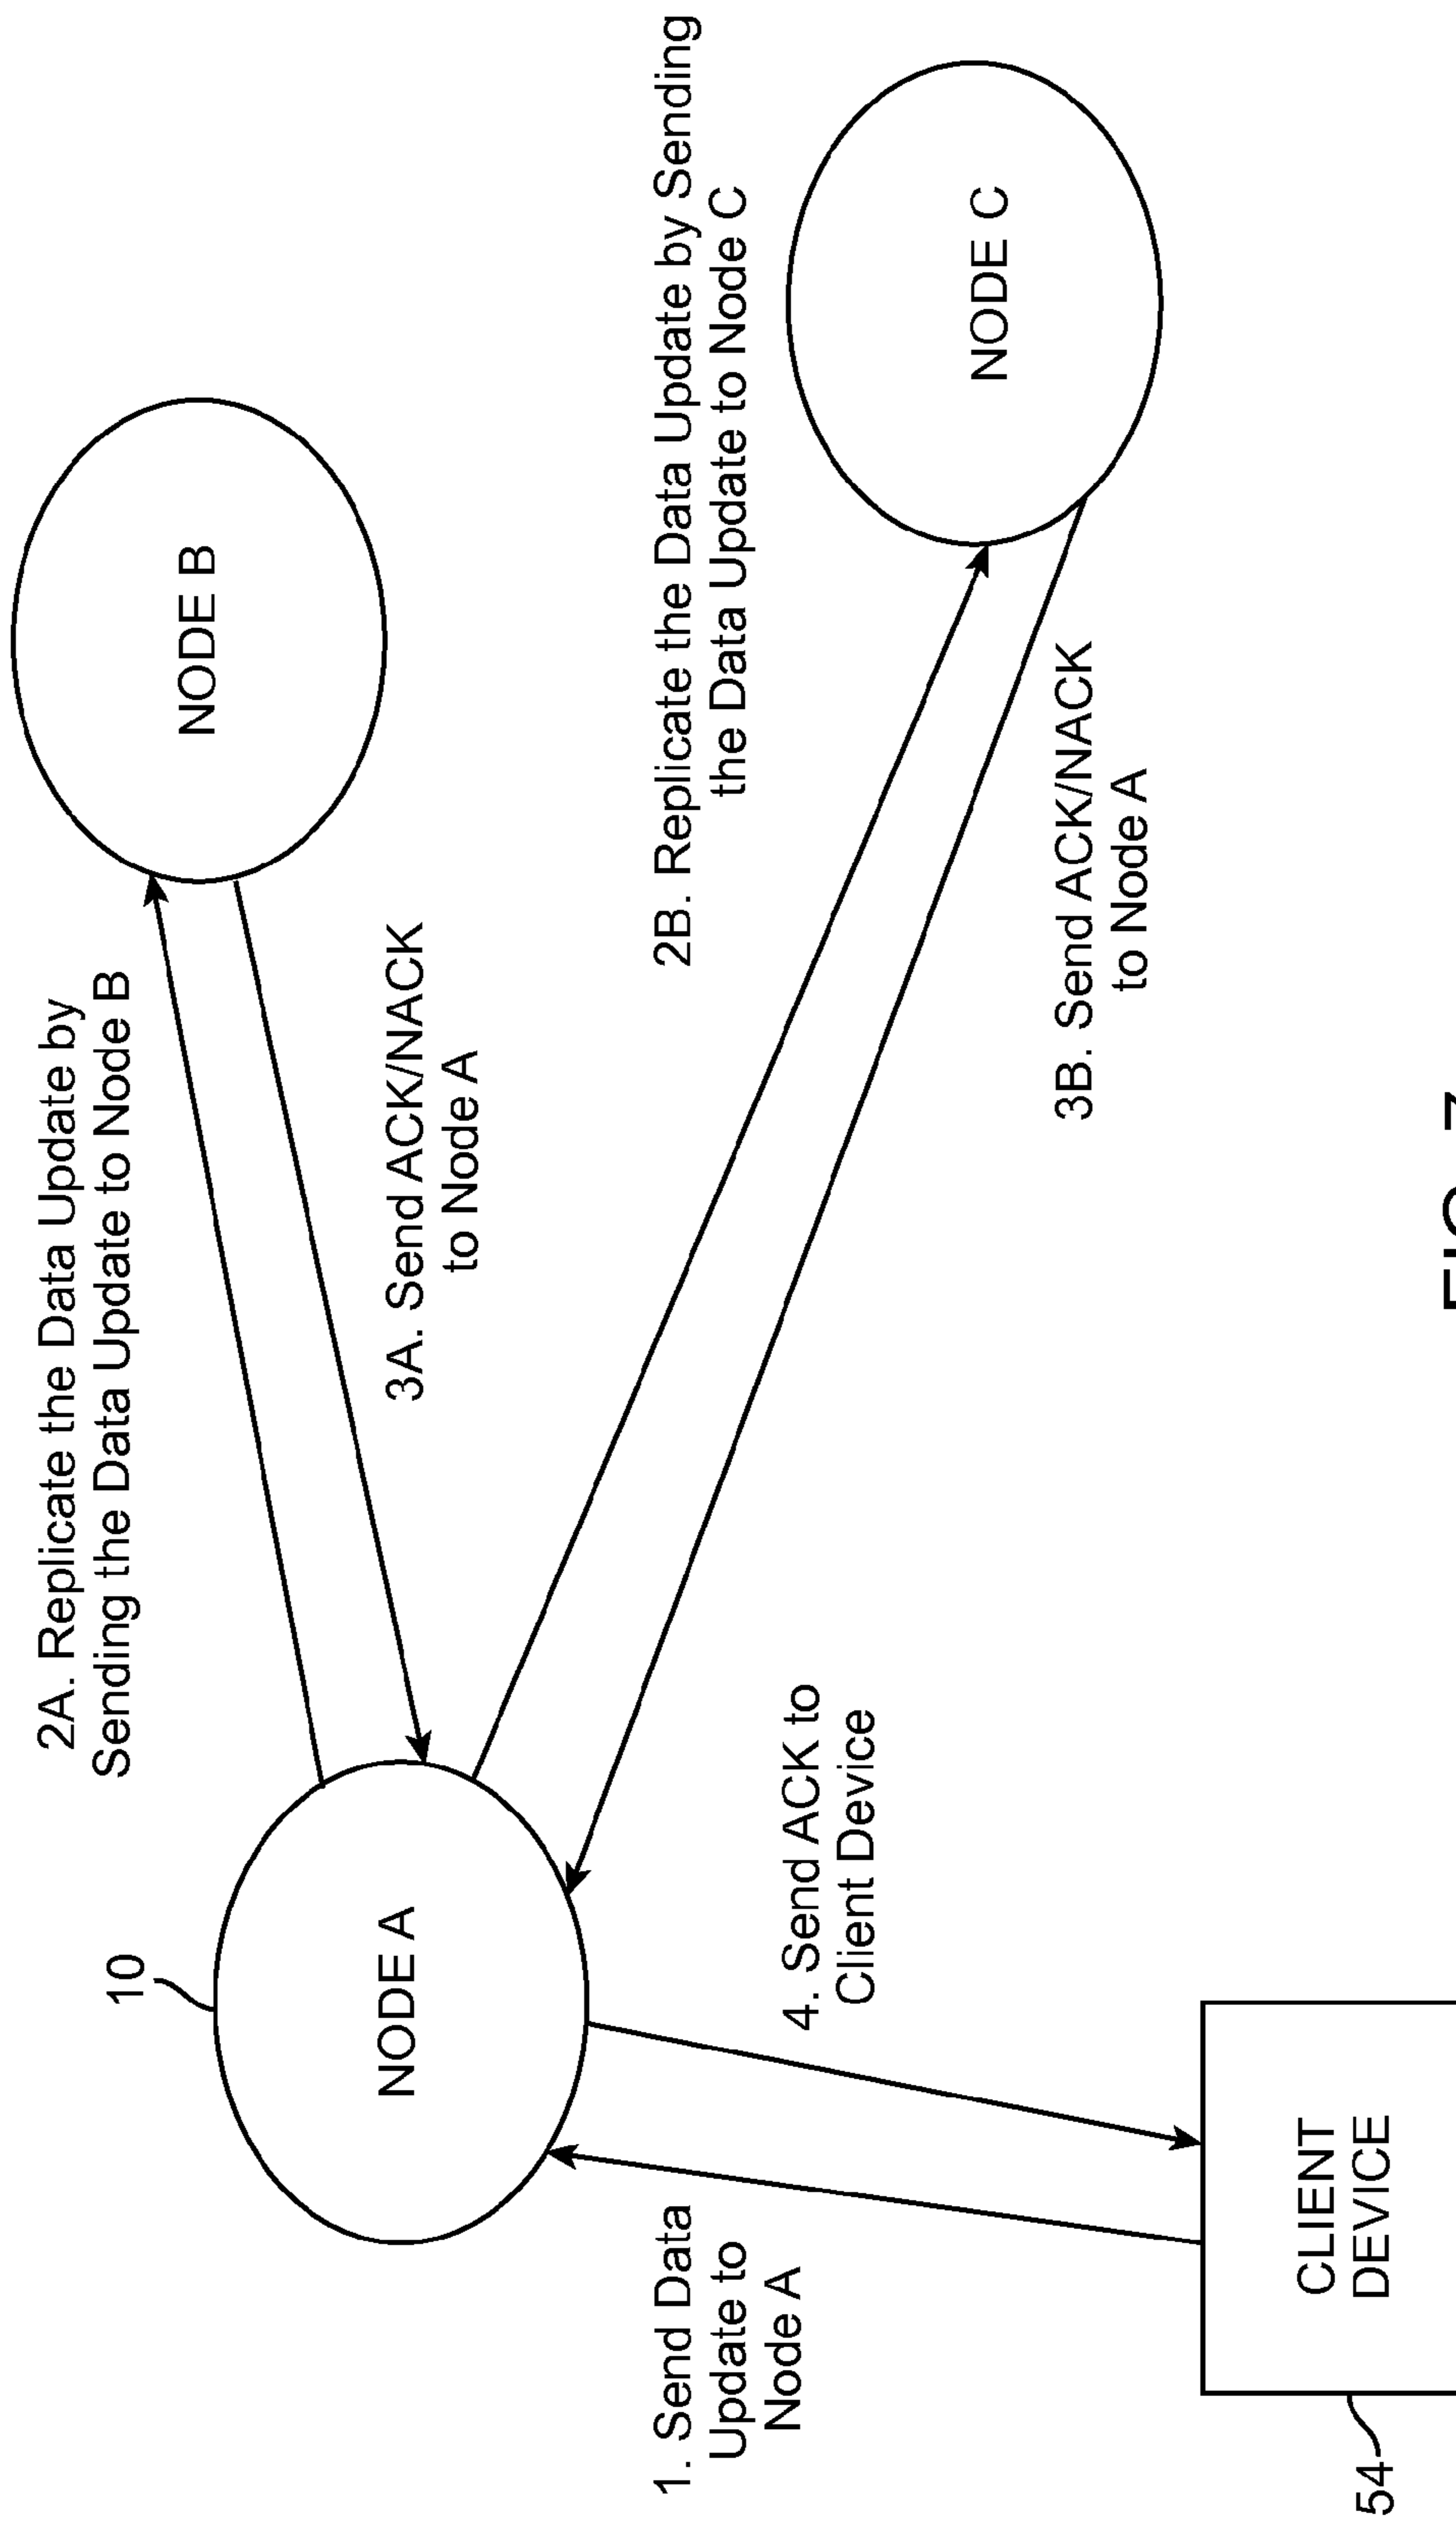 2A. Replicate the Data Update by
Sending the Data Update to Node B
NODE B
10
NODE A
3A. Send ACK/NACK
to Node A
2B. Replicate the Data Update by Sending
the Data Update to Node C
NODE C
1. Send Data
Update to
Node A
4. Send ACK to
Client Device
3B. Send ACK/NACK
to Node A
CLIENT
DEVICE
54